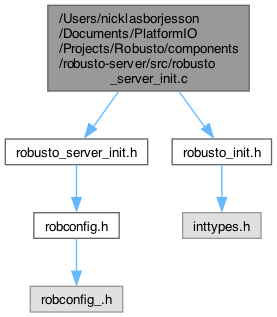 /Users/nicklasborjesson
/Documents/PlatformIO
/Projects/Robusto/components
/robusto-server/src/robusto
_server_init.c
robusto_server_init.h
robusto_init.h
robconfig.h
inttypes.h
robconfig_.h